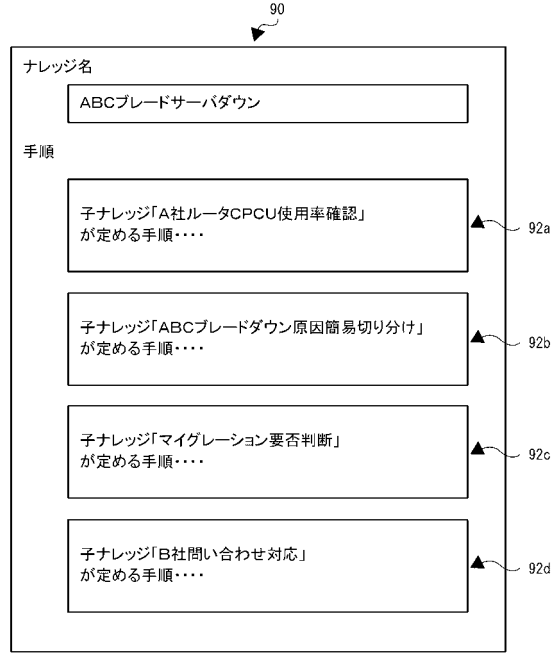 90
ナレッジ名
ABCブレードサーバダウン
手順
子ナレッジ「A社ルータCPCU使用率確認」
が定める手順・・・・
92a
子ナレッジ「ABCブレードダウン原因簡易切り分け」
が定める手順・・・・
92b
子ナレッジ「マイグレーション要否判断」
が定める手順・・・・
92c
子ナレッジ「B社問い合わせ対応」
が定める手順・・・・
92d